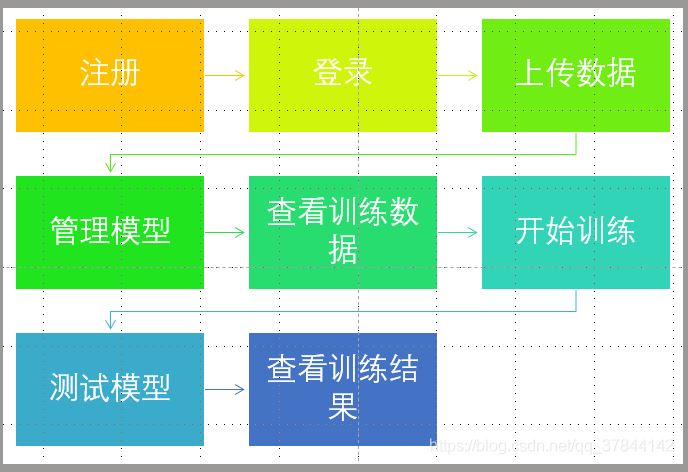 注册
登录
上传数据
管理模型
查看训练数
据
开始训练
测试模型
查看训练结
果
https://blog.csdn.net/qq_37844142